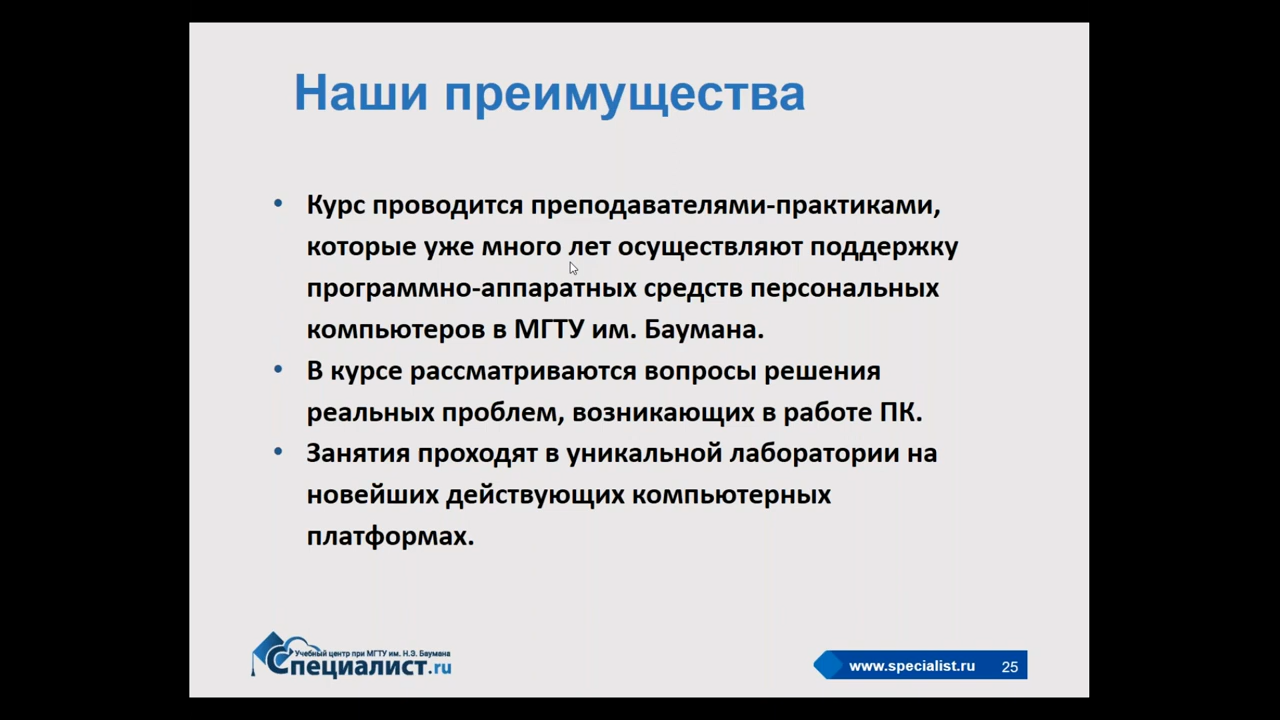 Наши преимущества
• Курс проводится преподавателями-практиками,
которые уже много лет осуществляют поддержку
программно-аппаратных средств персональных
компьютеров в МГТУ им. Баумана.
• В курсе рассматриваются вопросы решения
реальных проблем, возникающих в работе ПК.
• Занятия проходят в уникальной лаборатории на
новейших действующих компьютерных
платформах.
Учебный центр при МГТУ им. Н.Э. Баумана
Специалист.ru
www.specialist.ru 25